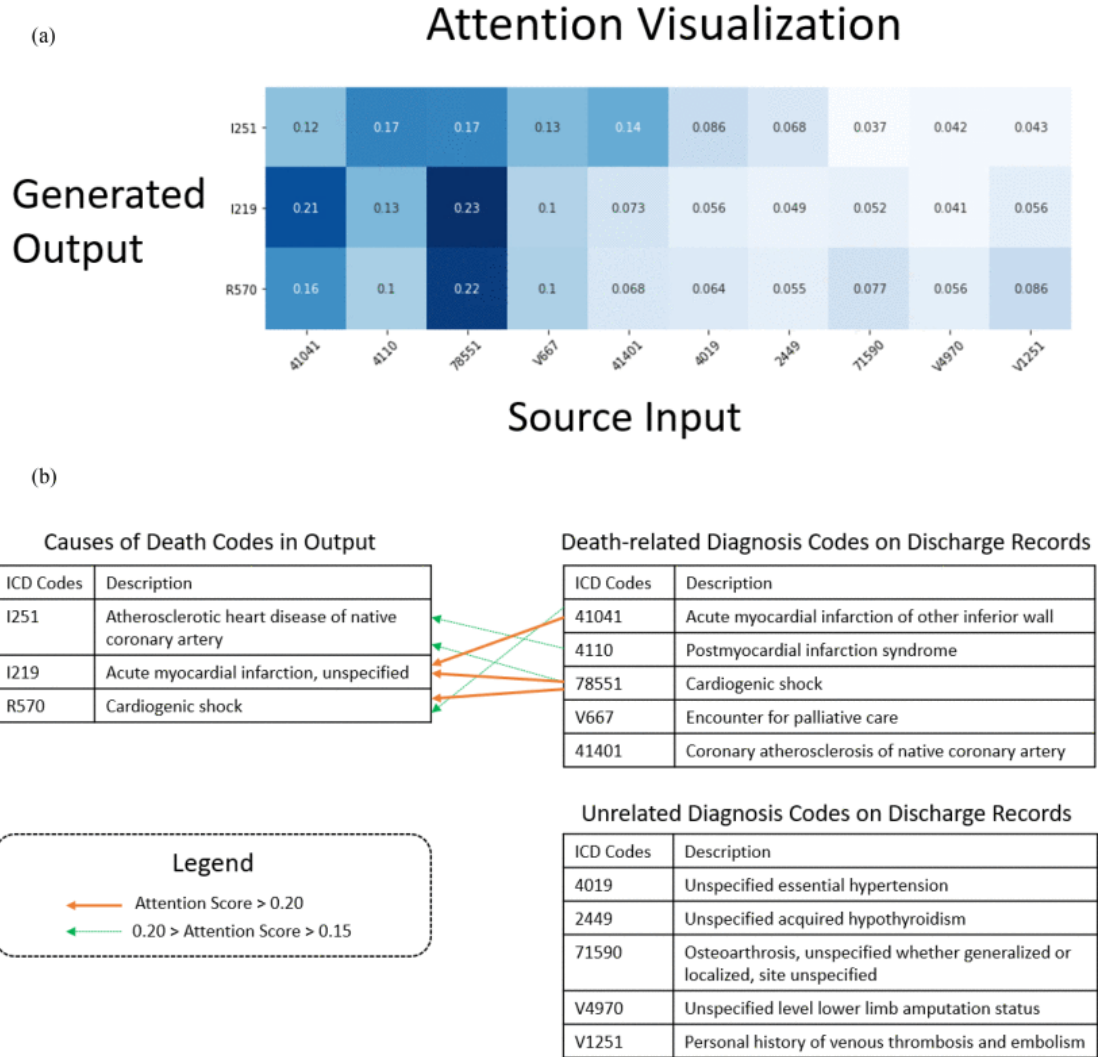 (a)
Attention Visualization
Generated
Output
I251
0.12 0.17 0.17 0.13 0.14 0.086 0.068 0.037 0.042 0.043
I219
0.21 0.13 0.23 0.1 0.073 0.056 0.049 0.052 0.041 0.056
R570
0.16 0.1 0.22 0.1 0.068 0.064 0.055 0.077 0.056 0.086
41041 4110 78551 V667 41401 4019 2449 71590 V4970 V1251
Source Input
(b)
Causes of Death Codes in Output
ICD Codes Description
I251 Atherosclerotic heart disease of native
coronary artery
I219 Acute myocardial infarction, unspecified
R570 Cardiogenic shock
Death-related Diagnosis Codes on Discharge Records
ICD Codes Description
41041 Acute myocardial infarction of other inferior wall
4110 Postmyocardial infarction syndrome
78551 Cardiogenic shock
V667 Encounter for palliative care
41401 Coronary atherosclerosis of native coronary artery
Legend
Attention Score > 0.20
0.20 > Attention Score > 0.15
Unrelated Diagnosis Codes on Discharge Records
ICD Codes Description
4019 Unspecified essential hypertension
2449 Unspecified acquired hypothyroidism
71590 Osteoarthrosis, unspecified whether generalized or
localized, site unspecified
V4970 Unspecified level lower limb amputation status
V1251 Personal history of venous thrombosis and embolism